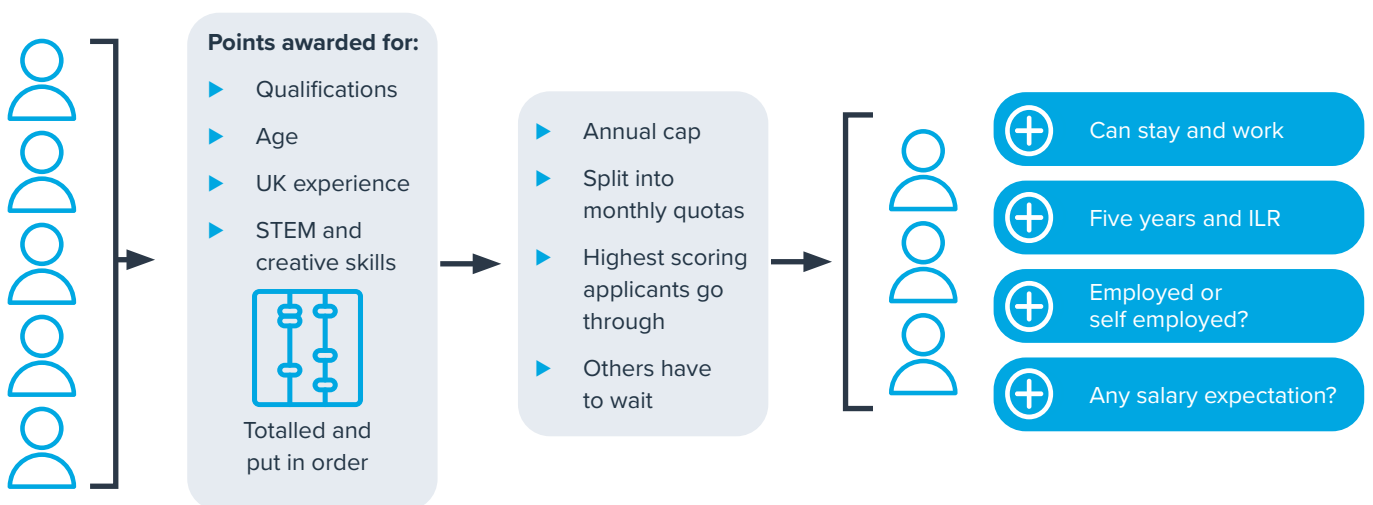 Points awarded for:
Qualifications
Age
UK experience
STEM and
creative skills
Totalled and
put in order
Annual cap
Split into
monthly quotas
Highest scoring
applicants go
through
Others have
to wait
Can stay and work
Five years and ILR
Employed or
self employed?
Any salary expectation?